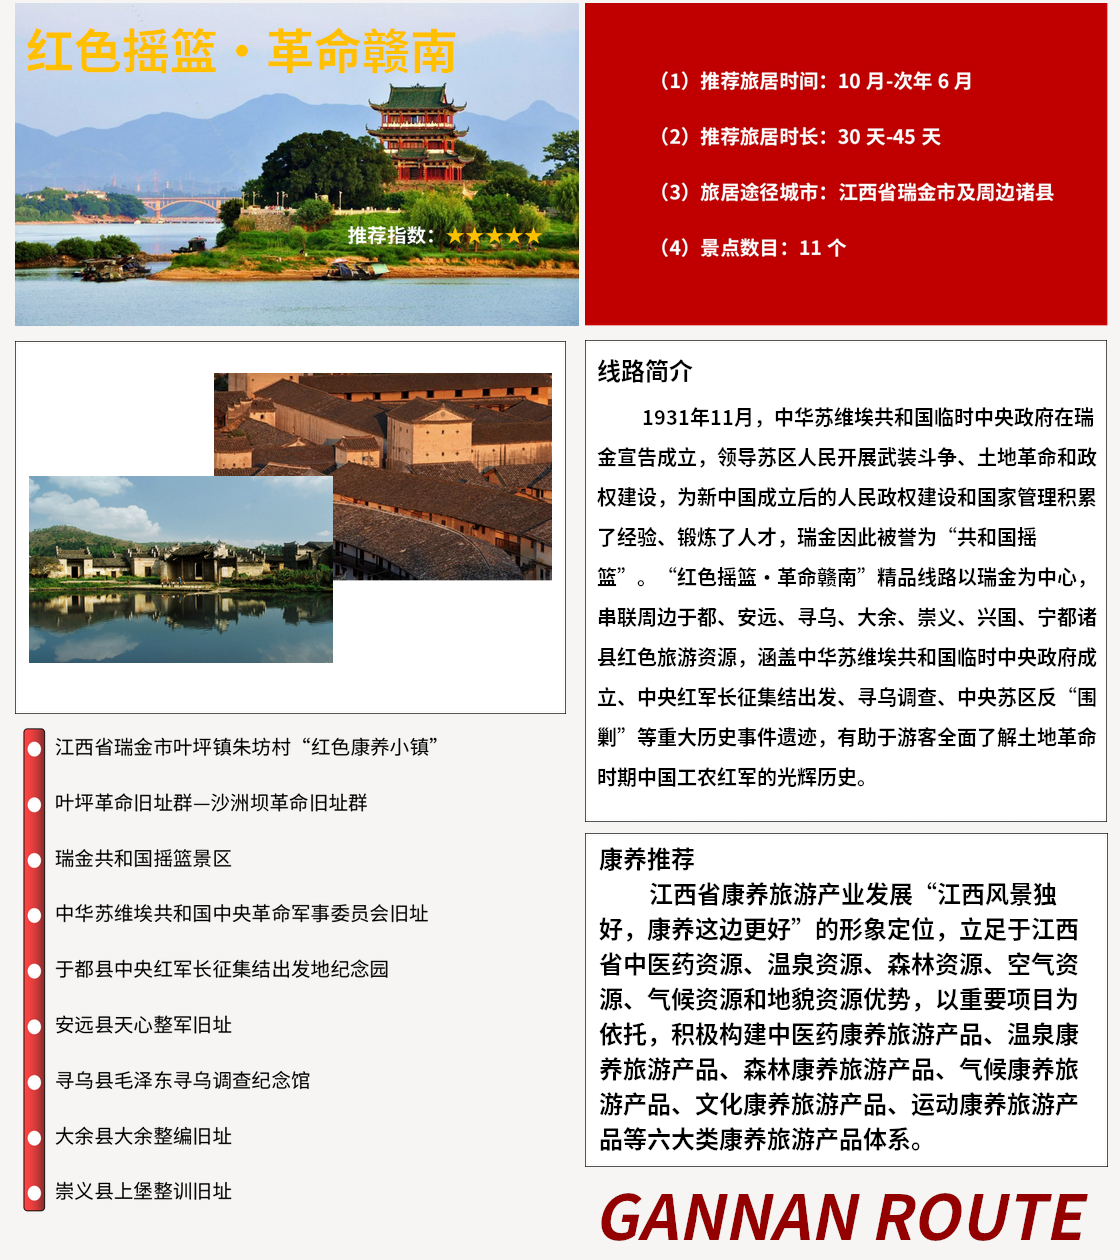 红色摇篮·革命赣南
推荐指数：★★★★★
（1）推荐旅居时间：10 月-次年 6 月
（2）推荐旅居时长：30 天-45 天
（3）旅居途径城市：江西省瑞金市及周边诸县
（4）景点数目：11 个
线路简介
1931年11月，中华苏维埃共和国临时中央政府在瑞
金宣告成立，领导苏区人民开展武装斗争、土地革命和政
权建设，为新中国成立后的人民政权建设和国家管理积累
了经验、锻炼了人才，瑞金因此被誉为“共和国摇
篮”。“红色摇篮·革命赣南”精品线路以瑞金为中心，
串联周边于都、安远、寻乌、大余、崇义、兴国、宁都诸
县红色旅游资源，涵盖中华苏维埃共和国临时中央政府成
立、中央红军长征集结出发、寻乌调查、中央苏区反“围
剿”等重大历史事件遗迹，有助于游客全面了解土地革命
时期中国工农红军的光辉历史。
江西省瑞金市叶坪镇朱坊村“红色康养小镇”
叶坪革命旧址群—沙洲坝革命旧址群
瑞金共和国摇篮景区
中华苏维埃共和国中央革命军事委员会旧址
于都县中央红军长征集结出发地纪念园
安远县天心整军旧址
寻乌县毛泽东寻乌调查纪念馆
大余县大余整编旧址
崇义县上堡整训旧址
康养推荐
江西省康养旅游产业发展“江西风景独
好，康养这边更好”的形象定位，立足于江西
省中医药资源、温泉资源、森林资源、空气资
源、气候资源和地貌资源优势，以重要项目为
依托，积极构建中医药康养旅游产品、温泉康
养旅游产品、森林康养旅游产品、气候康养旅
游产品、文化康养旅游产品、运动康养旅游产
品等六大类康养旅游产品体系。
GANNAN ROUTE